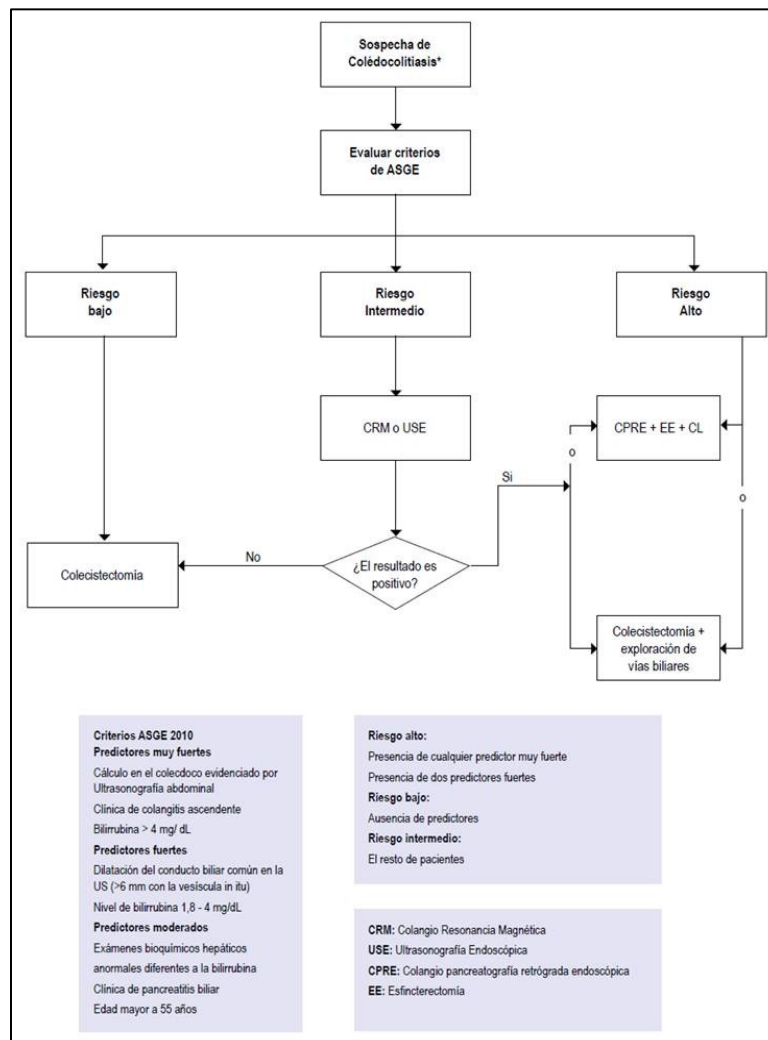 Sospecha de
Colédocolitiasis*
Evaluar criterios
de ASGE
Riesgo
bajo
Riesgo
Intermedio
Riesgo
Alto
CRM o USE
CPRE + EE + CL
o
o
Si
No
¿El resultado es
positivo?
Colecistectomía
Colecistectomía +
exploración de
vías biliares
Criterios ASGE 2010
Predictores muy fuertes
Cálculo en el colecdoco evidenciado por
Ultrasonografía abdominal
Clínica de colangitis ascendente
Bilirrubina > 4 mg/ dL
Predictores fuertes
Dilatación del conducto biliar común en la
US (>6 mm con la vesíscula in itu)
Nivel de bilirrubina 1,8 - 4 mg/dL
Predictores moderados
Exámenes bioquímicos hepáticos
anormales diferentes a la bilirrubina
Clínica de pancreatitis biliar
Edad mayor a 55 años
Riesgo alto:
Presencia de cualquier predictor muy fuerte
Presencia de dos predictores fuertes
Riesgo bajo:
Ausencia de predictores
Riesgo intermedio:
El resto de pacientes
CRM: Colangio Resonancia Magnética
USE: Ultrasonografía Endoscópica
CPRE: Colangio pancreatografía retrógrada endoscópica
EE: Esfincterectomía